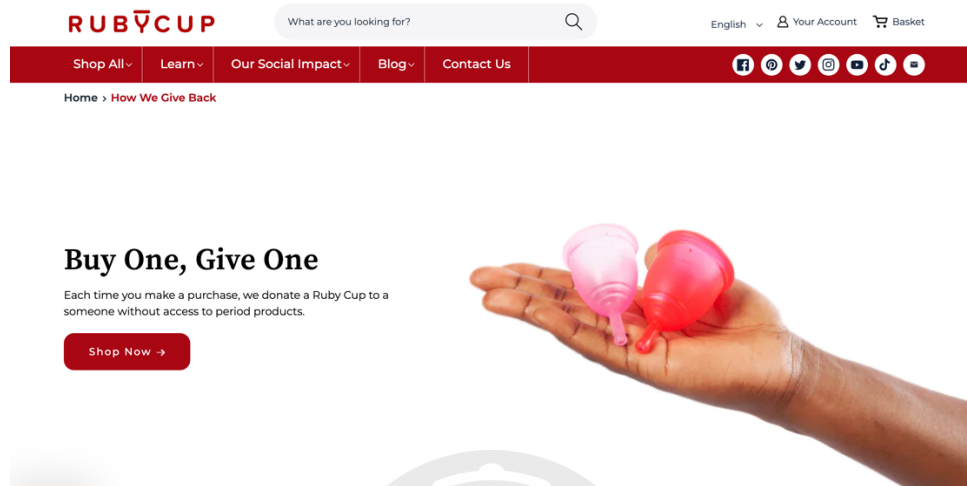 RUBYCUP
What are you looking for?
English
Your Account
Basket
Shop All
Learn
Our Social Impact
Blog
Contact Us
Home > How We Give Back
Buy One, Give One
Each time you make a purchase, we donate a Ruby Cup to a
someone without access to period products.
Shop Now →